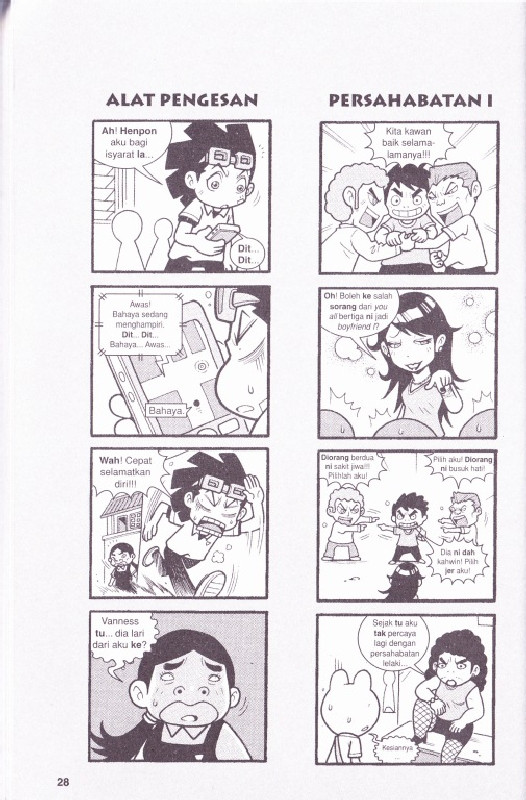 ALAT PENGESAN
Ah! Henpon
aku bagi
isyarat la...
Dit...
Dit...
Awas!
Bahaya sedang
menghampiri.
Dit... Dit...
Bahaya... Awas...
Bahaya.
Wah! Cepat
selamatkan
diri!!!
Vanness
tu... dia lari
dari aku ke?
PERSAHABATAN 1
Kita kawan
baik selama-
lamanya!!!!
Oh! Boleh ke salah
sorang dari you
all bertiga ni jadi
boyfriend I?
Diorang berdua
ni sakit jiwa!!!
Pilihlah aku!
Pilih aku! Diorang
ni busuk hati!
Dia ni dah
kahwin! Pilih
jer aku!
Sejak tu aku
tak percaya
lagi dengan
persahabatan
lelaki...
Kesiannya
28